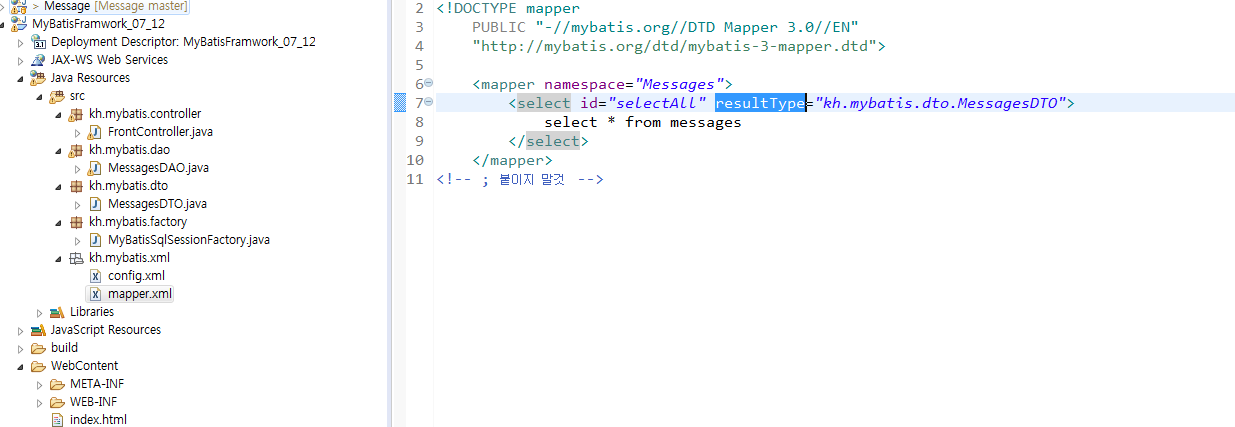 > Message [Message master]
MyBatisFramwork_07_12
Deployment Descriptor: MyBatisFramwork_07_12
JAX-WS Web Services
Java Resources
src
kh.mybatis.controller
FrontController.java
kh.mybatis.dao
MessagesDAO.java
kh.mybatis.dto
MessagesDTO.java
kh.mybatis.factory
MyBatisSqlSessionFactory.java
kh.mybatis.xml
config.xml
mapper.xml
Libraries
JavaScript Resources
build
WebContent
META-INF
WEB-INF
index.html
2 <!DOCTYPE mapper
3 PUBLIC "-//mybatis.org//DTD Mapper 3.0//EN"
4 "http://mybatis.org/dtd/mybatis-3-mapper.dtd">
5
6 <mapper namespace="Messages">
7 <select id="selectAll" resultType="kh.mybatis.dto.MessagesDTO">
8 select * from messages
9 </select>
10 </mapper>
11 <!-- ; 붙이지 말것 -->